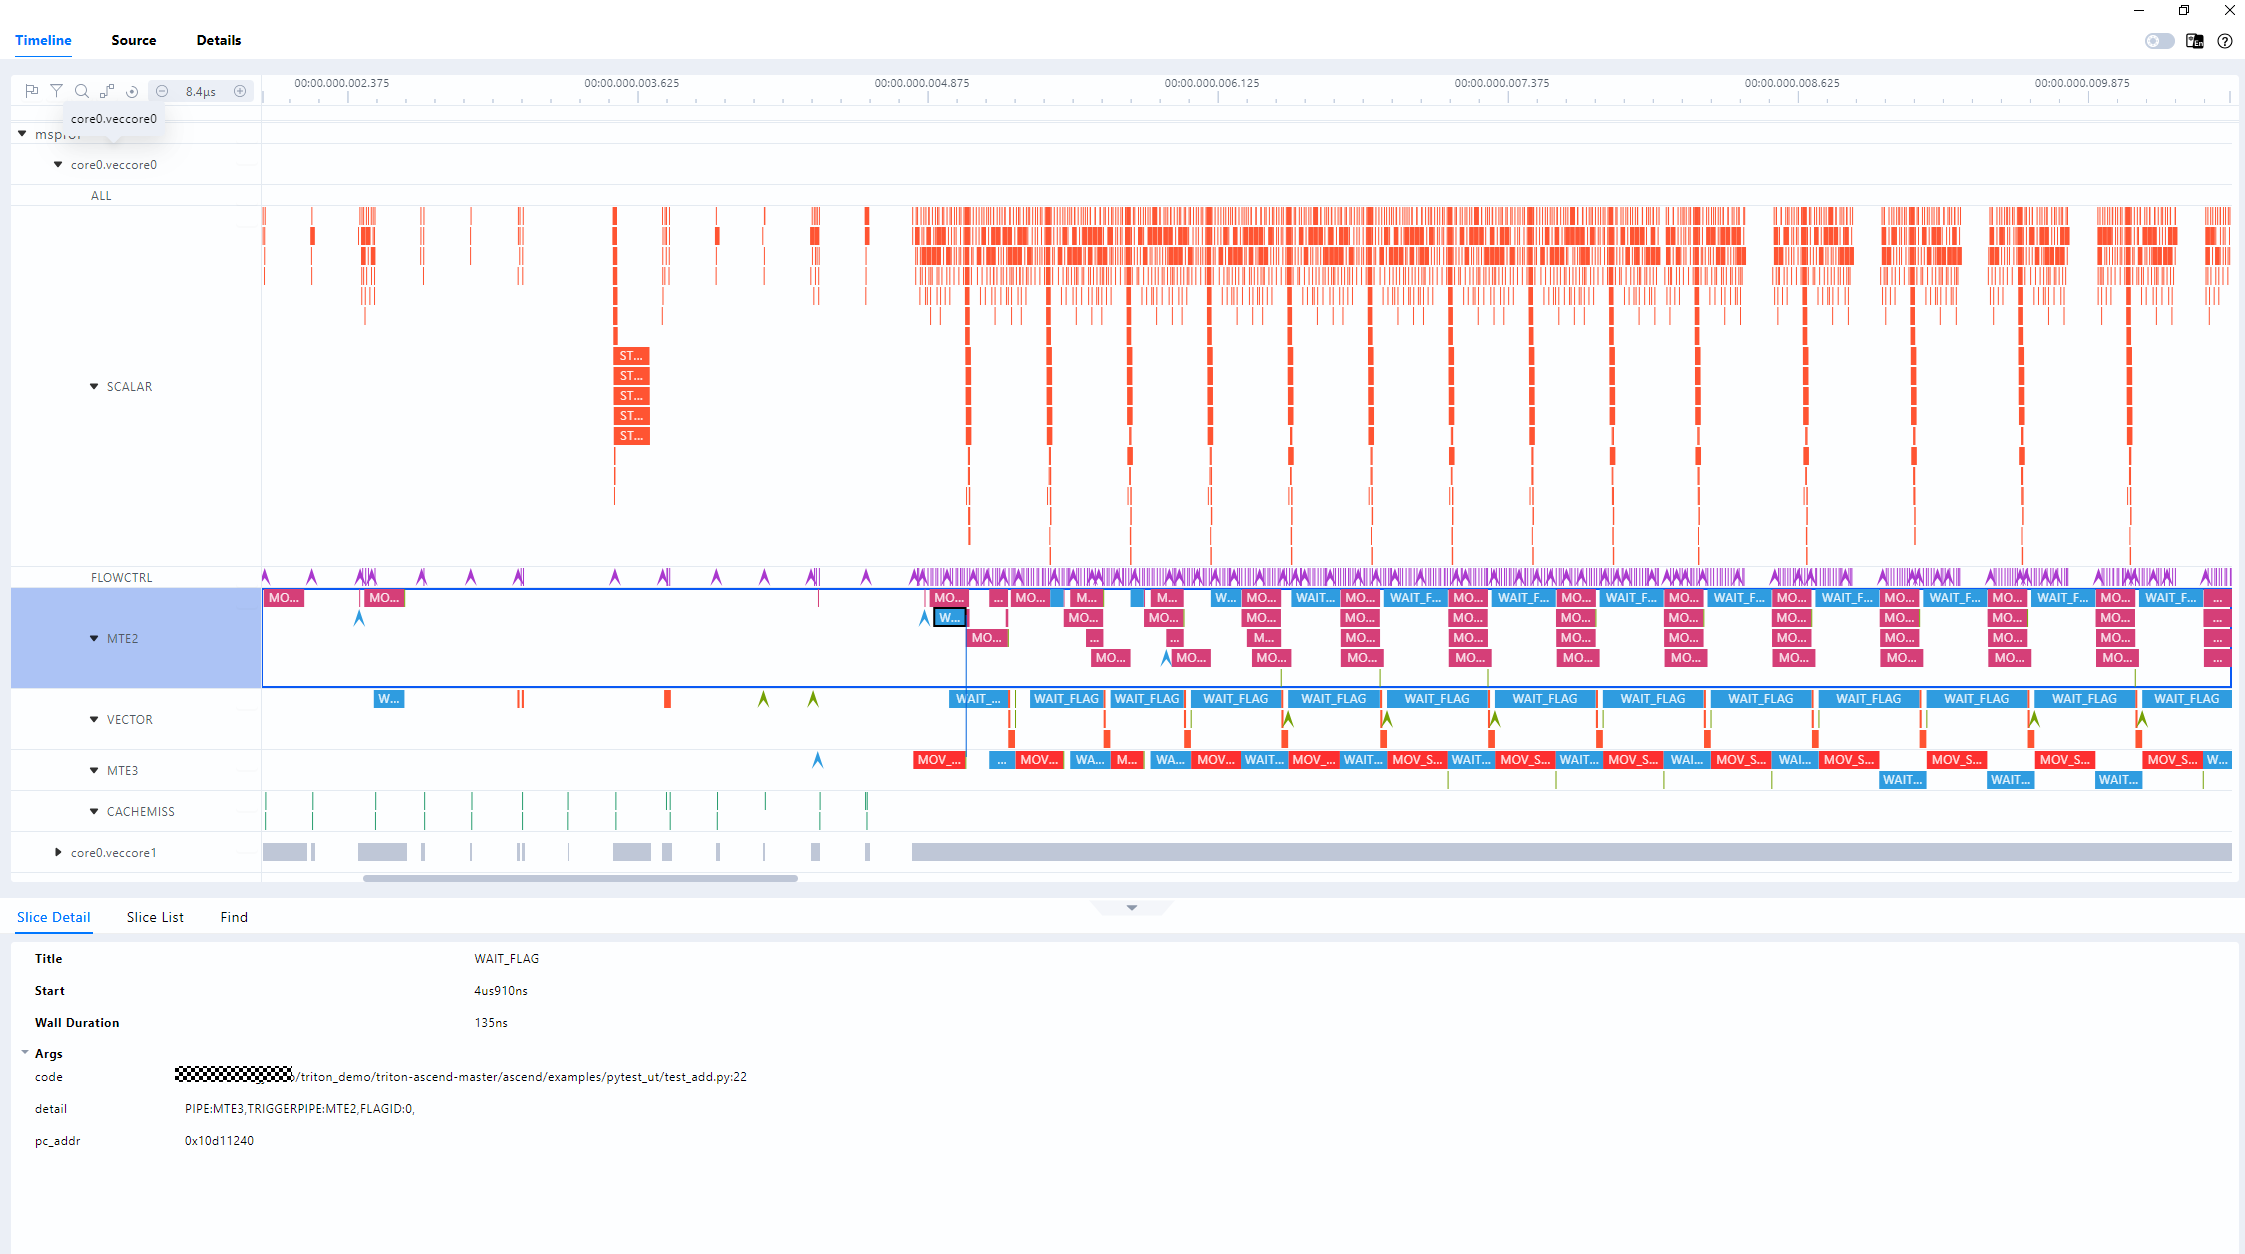 Timeline Source Details
8.4μs
00:00.000.002.375 00:00.000.003.625 00:00.000.004.875 00:00.000.006.125 00:00.000.007.375 00:00.000.008.625 00:00.000.009.875
core0.veccore0
core0.veccore0
ALL
ST...
ST...
ST...
ST...
ST...
SCALAR
FLOWCTRL
MO... MO... MO... ... MO... M... M... W... MO... WAIT... MO... WAIT_F... MO... WAIT_F... MO... WAIT_F... MO... WAIT_F... MO... WAIT_F... MO... WAIT_F... MO... WAIT_F... MO... WAIT_F... ...
W... MO... MO... MO... MO... MO... MO... MO... MO... MO... MO... MO... ...
MTE2
MO... ... ... M... MO... MO... MO... MO... MO... MO... MO... MO... ...
MO... MO... MO... MO... MO... MO... MO... MO... MO... MO... MO... ...
W... WAIT_... WAIT_FLAG WAIT_FLAG WAIT_FLAG WAIT_FLAG WAIT_FLAG WAIT_FLAG WAIT_FLAG WAIT_FLAG WAIT_FLAG WAIT_FLAG WAIT_FLAG WAIT_FLAG
VECTOR
MOV_... ... MOV... WA... M... WA... MOV... WAIT... MOV_... WAIT... MOV_S... WAIT... MOV_S... WAIT... MOV_S... WAI... MOV_S... WAI... MOV_S... MOV_S... MOV_S... MOV_S... W...
MTE3
WAIT... WAIT... WAIT...
CACHEMISS
core0.veccore1
Slice Detail Slice List Find
Title WAIT_FLAG
Start 4us910ns
Wall Duration 135ns
Args
code /triton_demo/triton-ascend-master/ascend/examples/pytest_ut/test_add.py:22
detail PIPE:MTE3,TRIGGERPIPE:MTE2,FLAGID:0,
pc_addr 0x10d11240